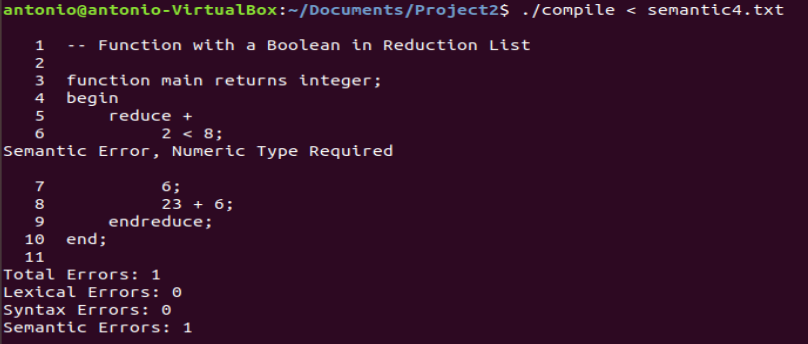 antonio@antonio-VirtualBox:~/Documents/Project2$ ./compile < semantic4.txt
1 -- Function with a Boolean in Reduction List
2
3 function main returns integer;
4 begin
5 reduce +
6 2 < 8;
Semantic Error, Numeric Type Required
7 6;
8 23 + 6;
9 endreduce;
10 end;
11
Total Errors: 1
Lexical Errors: 0
Syntax Errors: 0
Semantic Errors: 1